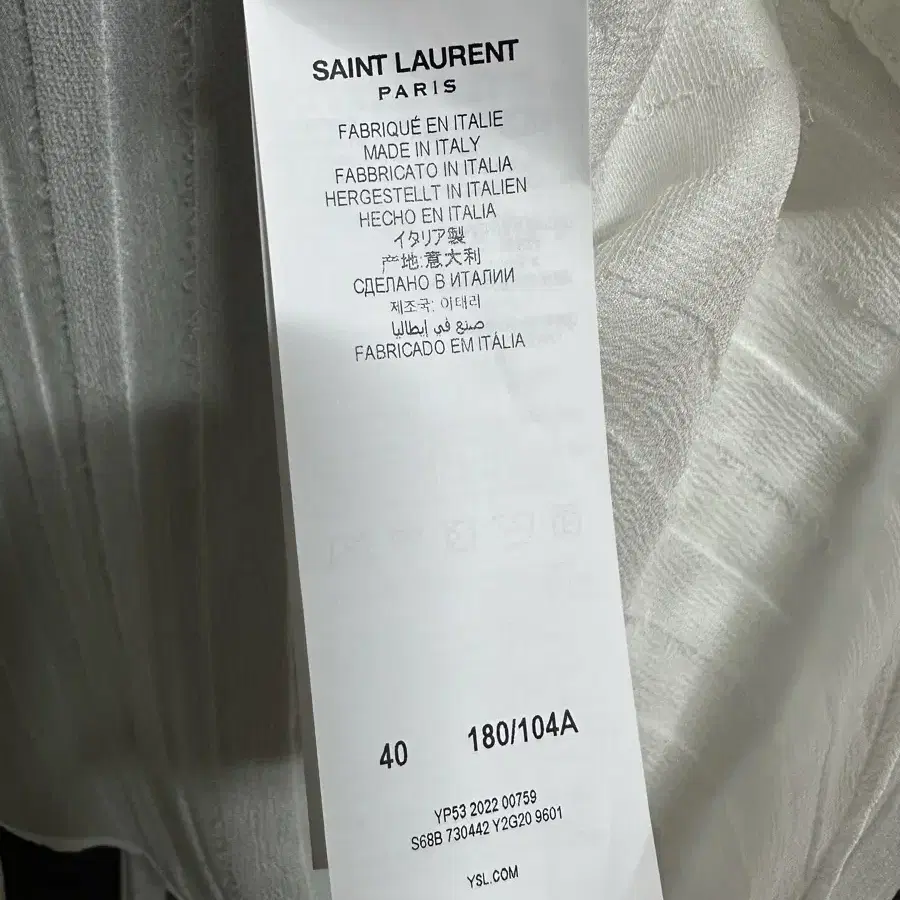 SAINT LAURENT
PARIS
FABRIQUÉ EN ITALIE
MADE IN ITALY
FABBRICATO IN ITALIA
HERGESTELLT IN ITALIEN
HECHO EN ITALIA
イタリア製
产地:意大利
СДЕЛАНО В ИТАЛИИ
제조국: 이태리
صنع في إيطاليا
FABRICADO EM ITÁLIA
40 180/104A
YP53 2022 00759
S68B 730442 Y2G20 9601
YSL.COM